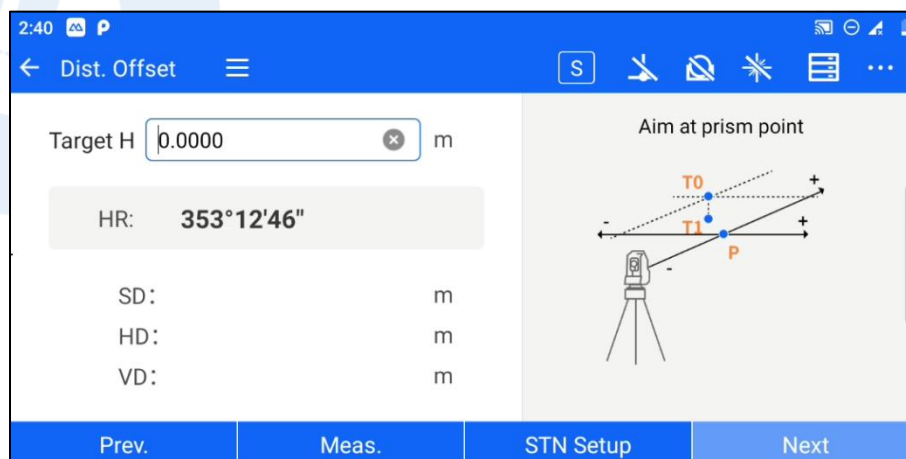 2:40
Dist. Offset
S
Target H 0.0000 m
HR: 353°12'46"
SD: m
HD: m
VD: m
Aim at prism point
T0
+
-
T1
+
P
-
Prev. Meas. STN Setup Next